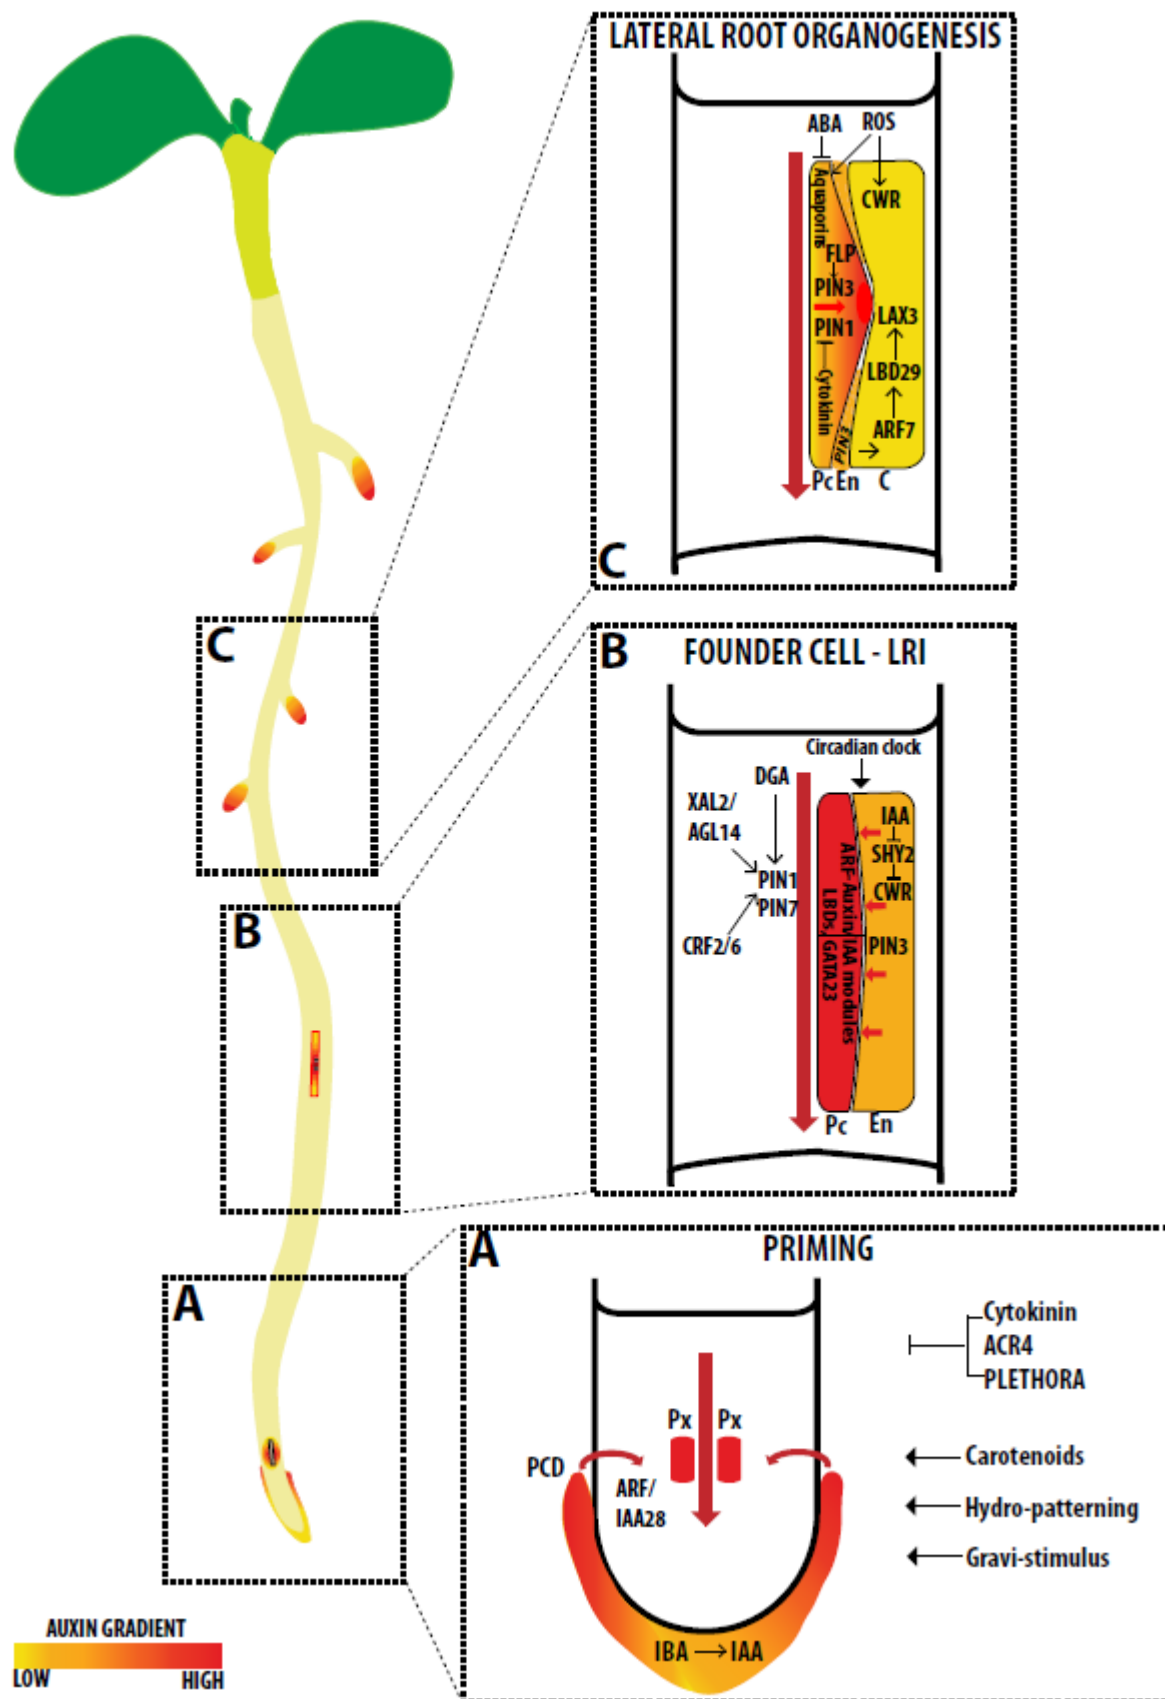 LATERAL ROOT ORGANOGENESIS
ABA
ROS
Aquaporins
CWR
FLP
PIN3
PIN1
LAX3
LBD29
Cytokinin
ARF7
PIN3
Pc En C
C
C
B
FOUNDER CELL - LRI
Circadian clock
DGA
XAL2/
AGL14
IAA
SHY2
CWR
PIN1
PIN7
CRF2/6
ARF-Auxin/IAA modules
LBDs, GATA23
PIN3
Pc En
B
A
PRIMING
A
Cytokinin
ACR4
PLETHORA
Px Px
PCD
ARF/
IAA28
Carotenoids
Hydro-patterning
Gravi-stimulus
IBA → IAA
AUXIN GRADIENT
LOW HIGH